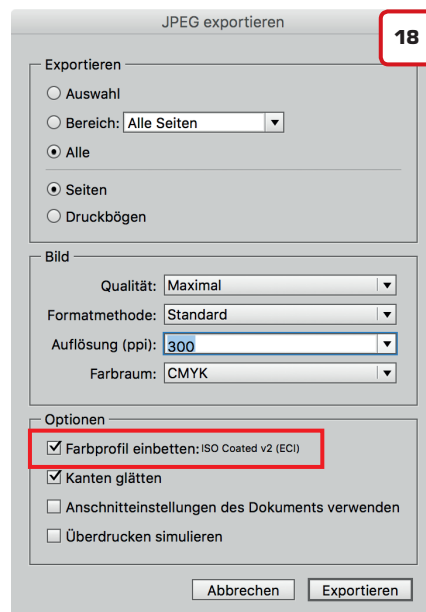 JPEG exportieren
18
Exportieren
Auswahl
Bereich: Alle Seiten
Alle
Seiten
Druckbögen
Bild
Qualität: Maximal
Formatmethode: Standard
Auflösung (ppi): 300
Farbraum: CMYK
Optionen
Farbprofil einbetten: ISO Coated v2 (ECI)
Kanten glätten
Anschnitteinstellungen des Dokuments verwenden
Überdrucken simulieren
Abbrechen Exportieren